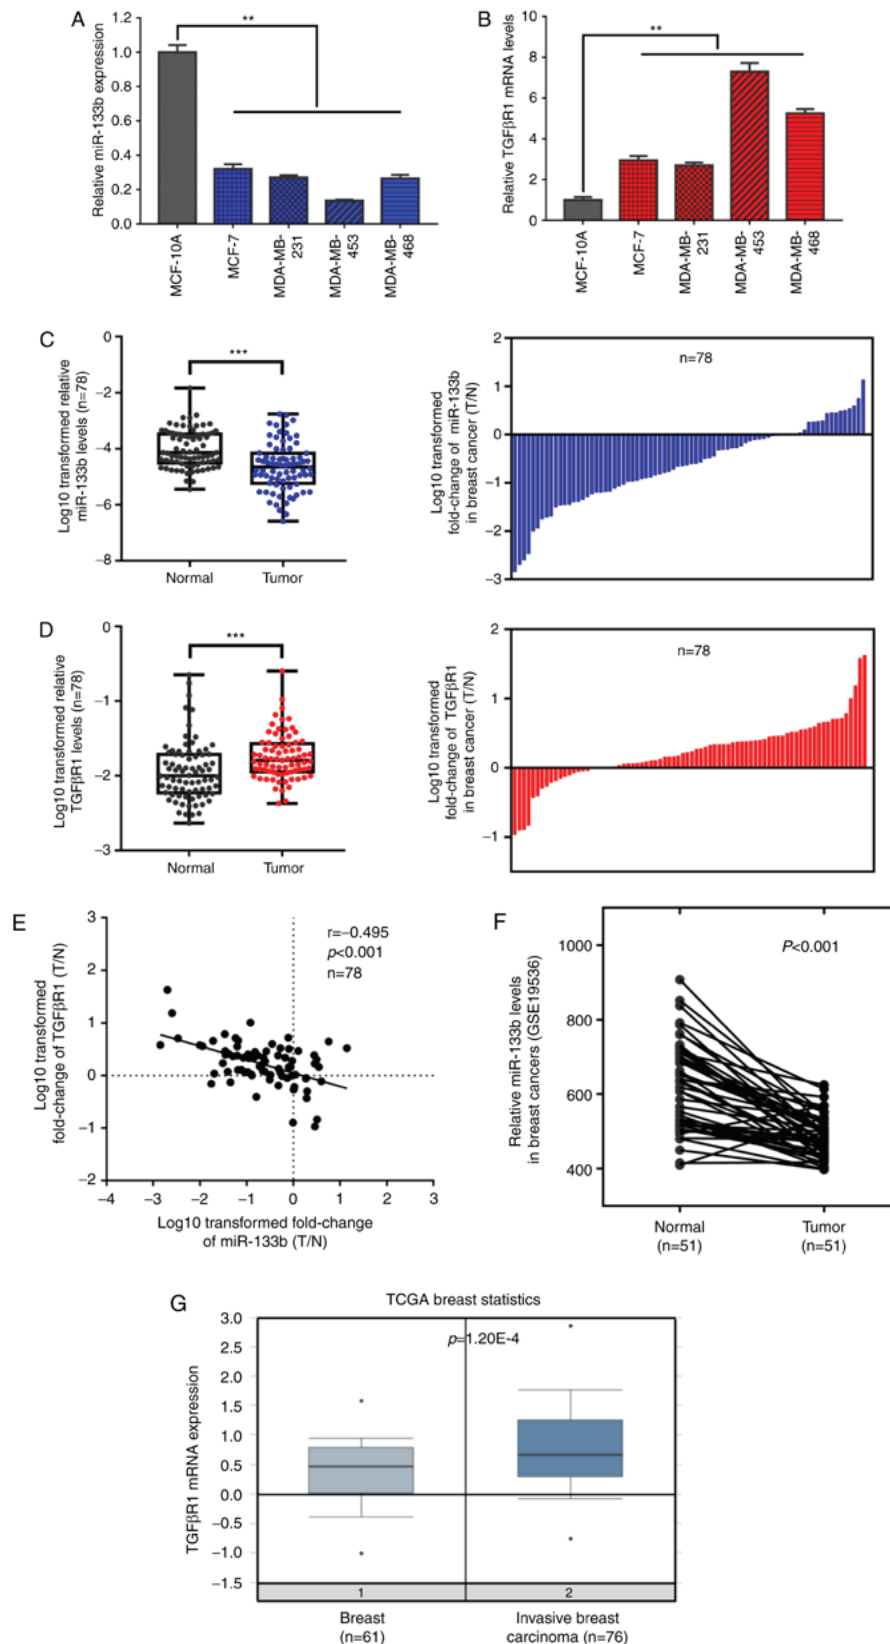 A
Relative miR-133b expression
1.2
1.0
0.8
0.6
0.4
0.2
0.0
**
MCF-10A
MCF-7
MDA-MB-
231
MDA-MB-
453
MDA-MB-
468
B
Relative TGFβR1 mRNA levels
10
8
6
4
2
0
**
MCF-10A
MCF-7
MDA-MB-
231
MDA-MB-
453
MDA-MB-
468
C
Log10 transformed relative
miR-133b levels (n=78)
0
−2
−4
−6
−8
***
Normal
Tumor
Log10 transformed
fold-change of miR-133b
in breast cancer (T/N)
2
1
0
−1
−2
−3
n=78
D
Log10 transformed relative
TGFβR1 levels (n=78)
0
−1
−2
−3
***
Normal
Tumor
Log10 transformed
fold-change of TGFβR1
in breast cancer (T/N)
2
1
0
−1
n=78
E
Log10 transformed
fold-change of TGFβR1 (T/N)
3
2
1
0
−1
−2
r=−0.495
p<0.001
n=78
−4
−3
−2
−1
0
1
2
3
Log10 transformed fold-change
of miR-133b (T/N)
F
Relative miR-133b levels
in breast cancers (GSE19536)
1000
800
600
400
P<0.001
Normal
(n=51)
Tumor
(n=51)
G
TCGA breast statistics
TGFβR1 mRNA expression
3.0
2.5
2.0
1.5
1.0
0.5
0.0
−0.5
−1.0
−1.5
p=1.20E-4
1
2
Breast
(n=61)
Invasive breast
carcinoma (n=76)